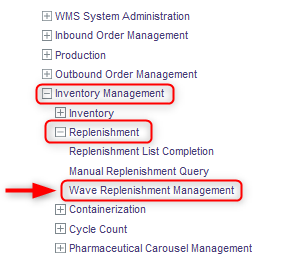 WMS System Administration
Inbound Order Management
Production
Outbound Order Management
Inventory Management
Inventory
Replenishment
Replenishment List Completion
Manual Replenishment Query
Wave Replenishment Management
Containerization
Cycle Count
Pharmaceutical Carousel Management